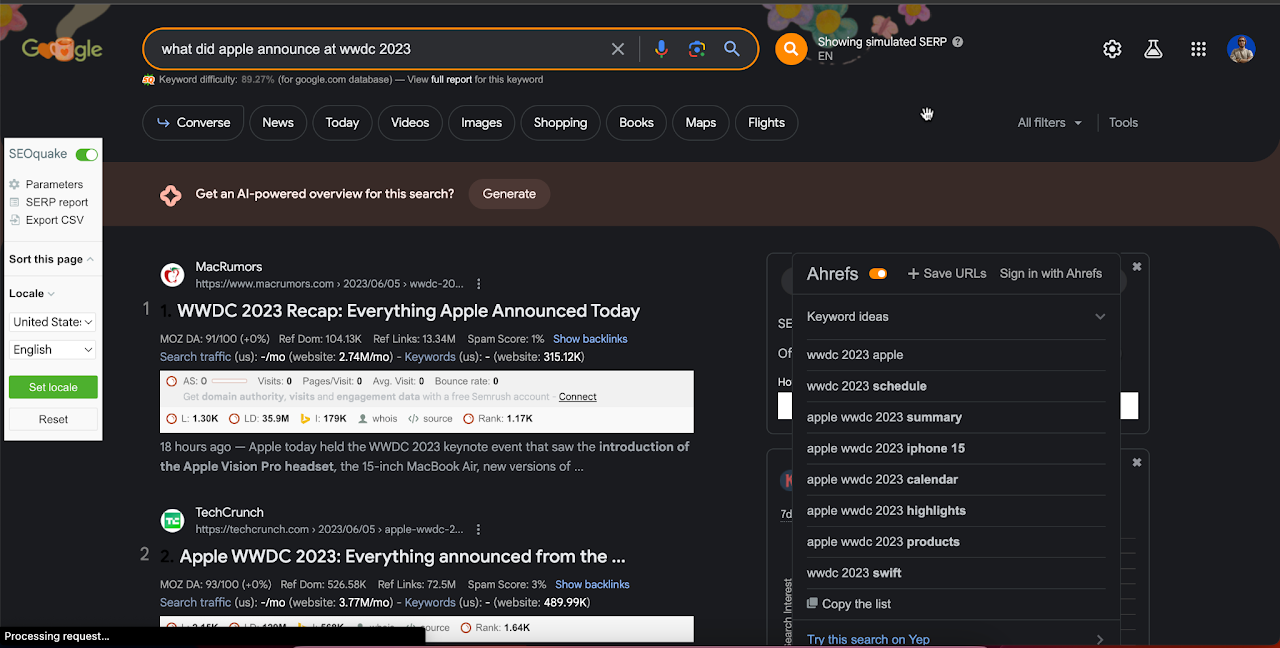 Google
what did apple announce at wwdc 2023
Showing simulated SERP
EN
Keyword difficulty: 89.27% (for google.com database) — View full report for this keyword
Converse
News
Today
Videos
Images
Shopping
Books
Maps
Flights
All filters
Tools
SEOquake
Parameters
SERP report
Export CSV
Sort this page
Locale
United States
English
Set locale
Reset
Get an AI-powered overview for this search?
Generate
MacRumors
https://www.macrumors.com › 2023/06/05 › wwdc-20...
1
1. WWDC 2023 Recap: Everything Apple Announced Today
MOZ DA: 91/100 (+0%) Ref Dom: 104.13K Ref Links: 13.34M Spam Score: 1% Show backlinks
Search traffic (us): -/mo (website: 2.74M/mo) - Keywords (us): - (website: 315.12K)
AS: 0 Visits: 0 Pages/Visit: 0 Avg. Visit: 0 Bounce rate: 0
Get domain authority, visits and engagement data with a free Semrush account - Connect
L: 1.30K LD: 35.9M I: 179K whois source Rank: 1.17K
18 hours ago — Apple today held the WWDC 2023 keynote event that saw the introduction of
the Apple Vision Pro headset, the 15-inch MacBook Air, new versions of ...
TechCrunch
https://techcrunch.com › 2023/06/05 › apple-wwdc-2...
2
2. Apple WWDC 2023: Everything announced from the ...
MOZ DA: 93/100 (+0%) Ref Dom: 526.58K Ref Links: 72.5M Spam Score: 3% Show backlinks
Search traffic (us): -/mo (website: 3.77M/mo) - Keywords (us): - (website: 489.99K)
Rank: 1.64K
Processing request...
Ahrefs
+ Save URLs
Sign in with Ahrefs
Keyword ideas
wwdc 2023 apple
wwdc 2023 schedule
apple wwdc 2023 summary
apple wwdc 2023 iphone 15
apple wwdc 2023 calendar
apple wwdc 2023 highlights
apple wwdc 2023 products
wwdc 2023 swift
Copy the list
Try this search on Yep
SE
Of
Ho
7d
Search Interest